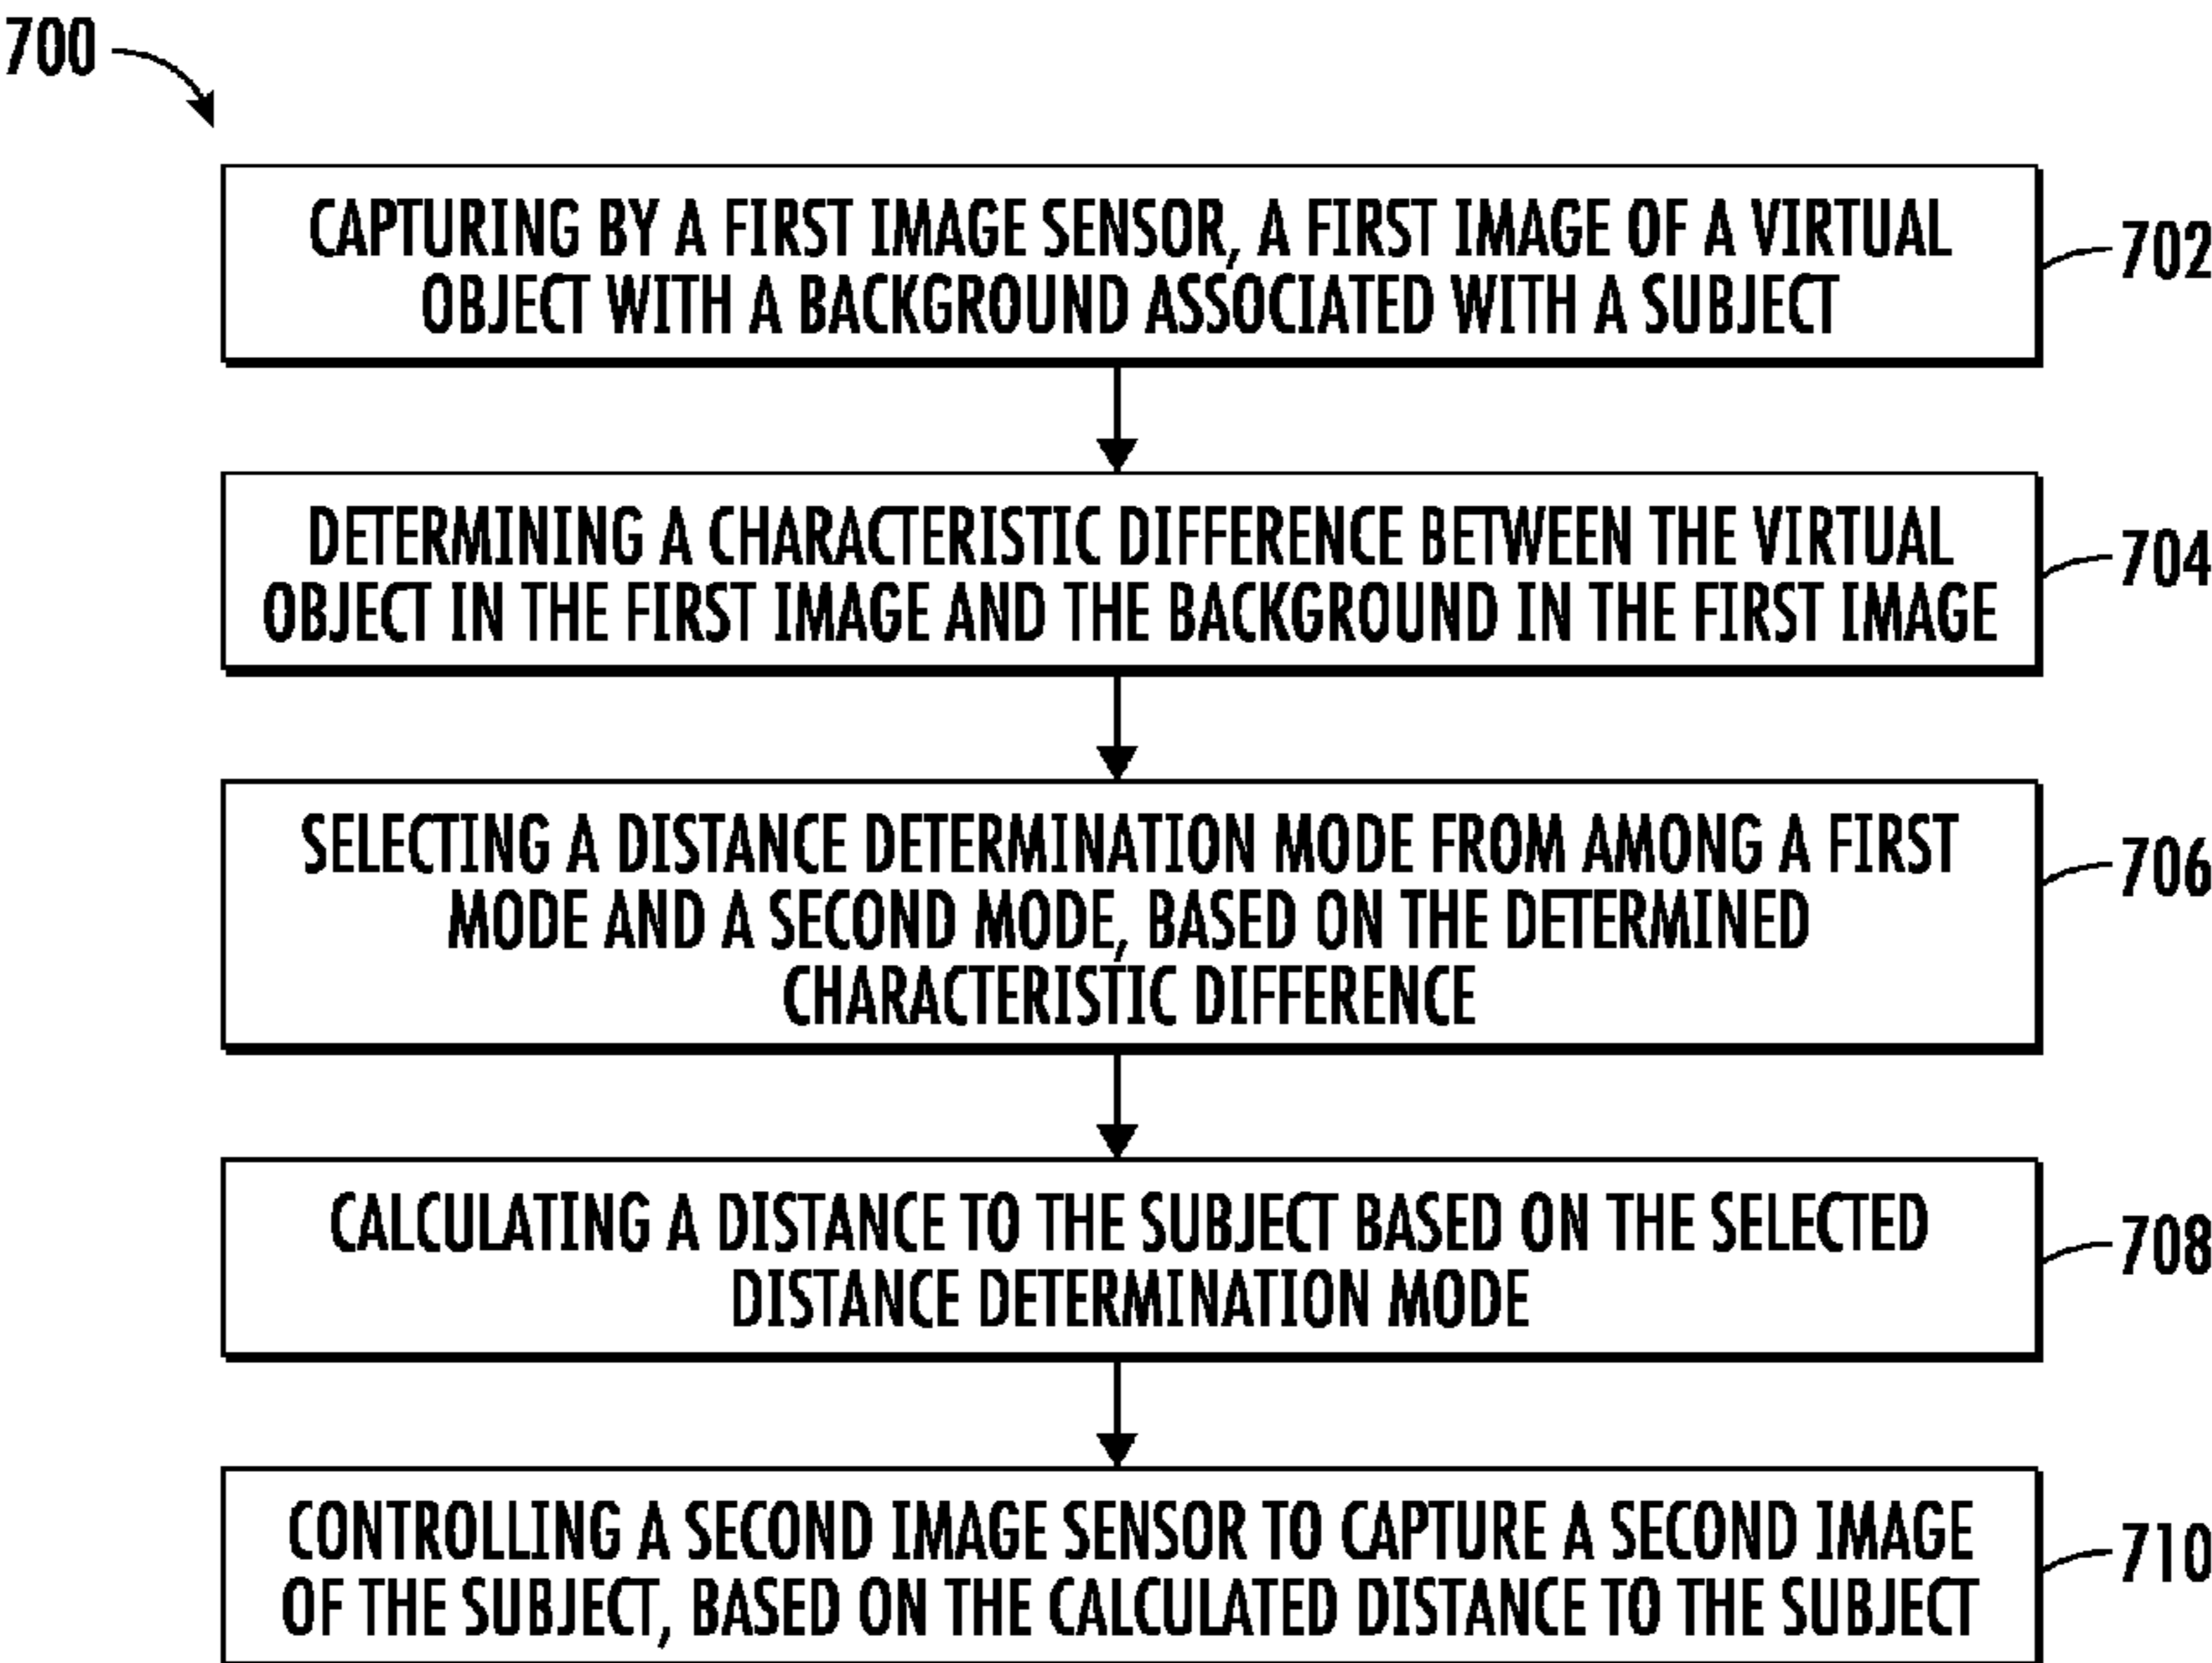 700
CAPTURING BY A FIRST IMAGE SENSOR, A FIRST IMAGE OF A VIRTUAL
OBJECT WITH A BACKGROUND ASSOCIATED WITH A SUBJECT
702
DETERMINING A CHARACTERISTIC DIFFERENCE BETWEEN THE VIRTUAL
OBJECT IN THE FIRST IMAGE AND THE BACKGROUND IN THE FIRST IMAGE
704
SELECTING A DISTANCE DETERMINATION MODE FROM AMONG A FIRST
MODE AND A SECOND MODE, BASED ON THE DETERMINED
CHARACTERISTIC DIFFERENCE
706
CALCULATING A DISTANCE TO THE SUBJECT BASED ON THE SELECTED
DISTANCE DETERMINATION MODE
708
CONTROLLING A SECOND IMAGE SENSOR TO CAPTURE A SECOND IMAGE
OF THE SUBJECT, BASED ON THE CALCULATED DISTANCE TO THE SUBJECT
710